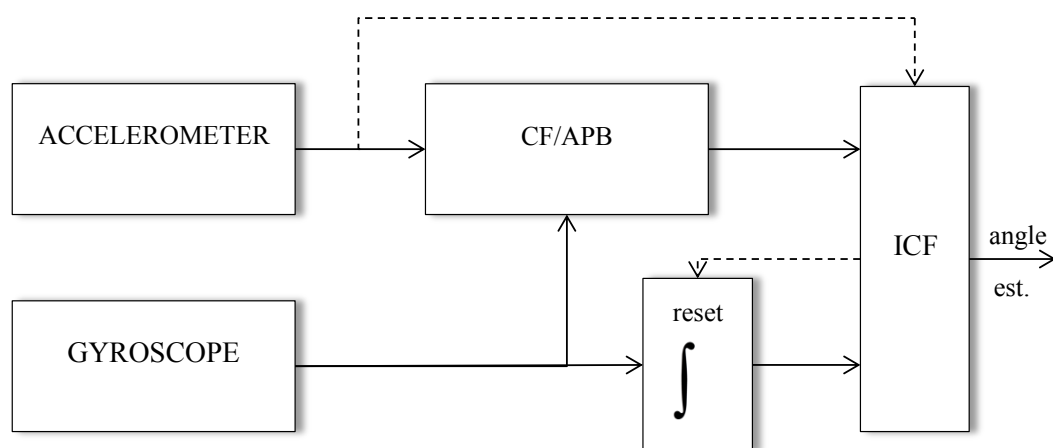 ACCELEROMETER
CF/APB
ICF
angle
est.
GYROSCOPE
reset
∫